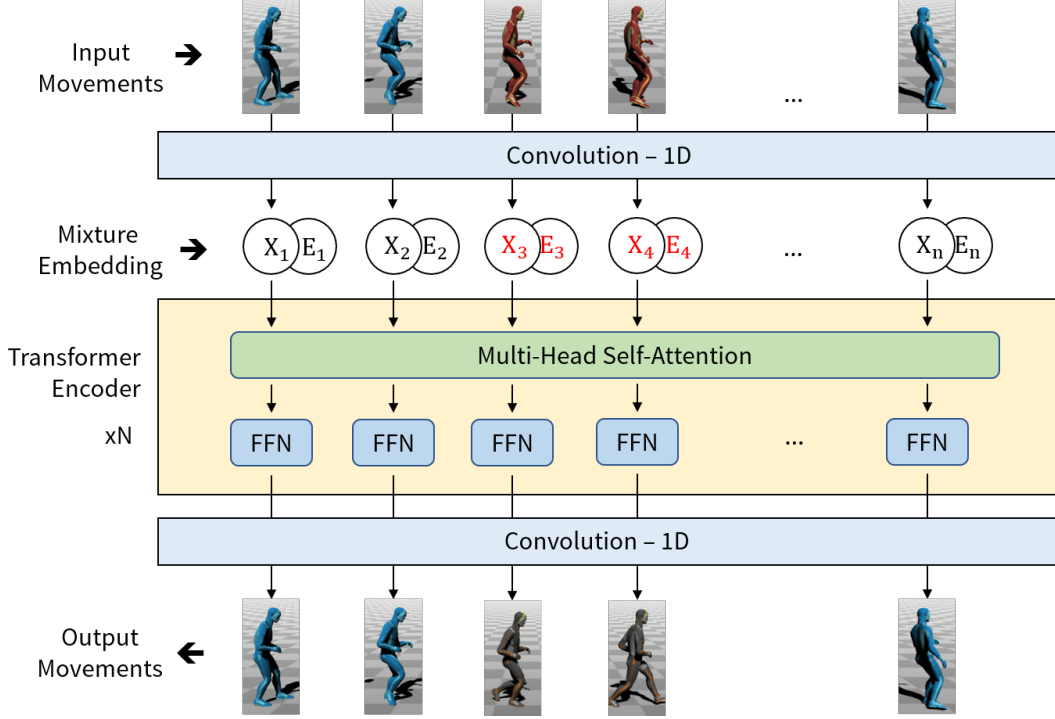 Input
Movements
➔
...
Convolution – 1D
Mixture
Embedding
➔
X₁ E₁ X₂ E₂ X₃ E₃ X₄ E₄ ... Xₙ Eₙ
Transformer
Encoder
xN
Multi-Head Self-Attention
FFN FFN FFN FFN ... FFN
Convolution – 1D
Output
Movements